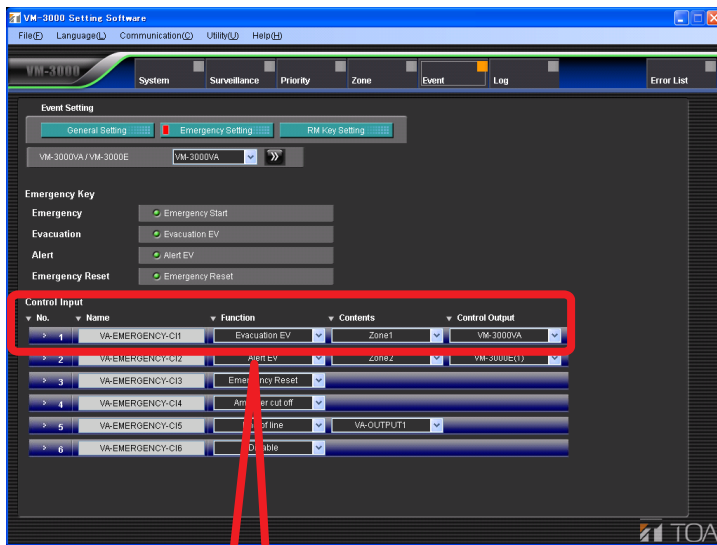 VM-3000 Setting Software
File(F) Language(L) Communication(C) Utility(U) Help(H)
VM-3000 System Surveillance Priority Zone Event Log Error List
Event Setting
General Setting Emergency Setting RM Key Setting
VM-3000VA / VM-3000E VM-3000VA
Emergency Key
Emergency Emergency Start
Evacuation Evacuation EV
Alert Alert EV
Emergency Reset Emergency Reset
Control Input
No. Name Function Contents Control Output
1 VA-EMERGENCY-CI1 Evacuation EV Zone1 VM-3000VA
2 VA-EMERGENCY-CI2 Alert EV Zone2 VM-3000E(1)
3 VA-EMERGENCY-CI3 Emergency Reset
4 VA-EMERGENCY-CI4 cut off
5 VA-EMERGENCY-CI5 of line VA-OUTPUT1
6 VA-EMERGENCY-CI6 Disable
TOA